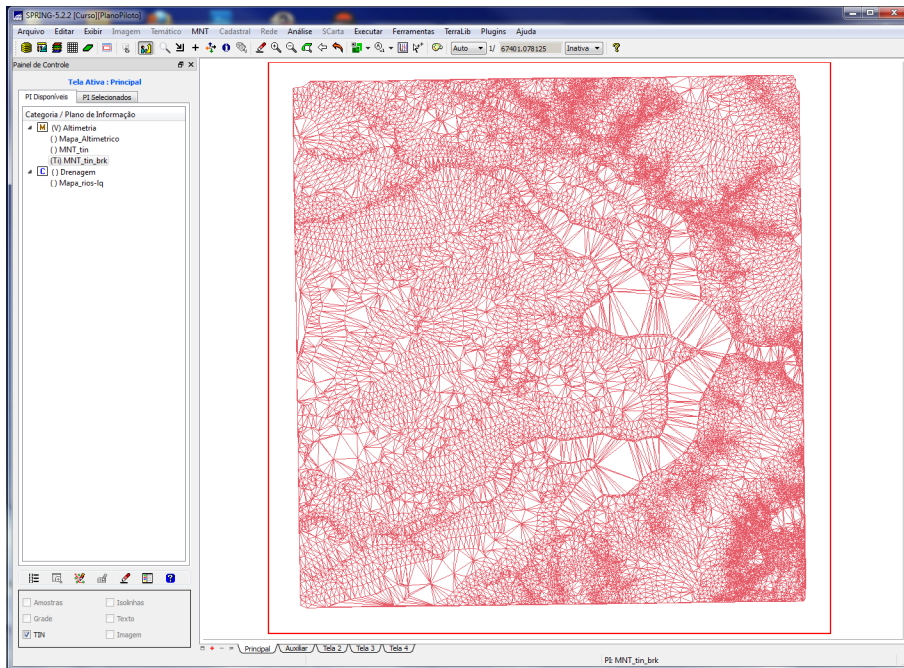 SPRING-5.2.2 [Curso][PlanoPiloto]
Arquivo Editar Exibir Imagem Temático MNT Cadastral Rede Análise SCarta Executar Ferramentas TerraLib Plugins Ajuda
Auto 1/ 67401.078125 Inativa
Painel de Controle
Tela Ativa : Principal
PI Disponíveis PI Selecionados
Categoria / Plano de Informação
M (V) Altimetria
( ) Mapa_Altimetrico
( ) MNT_tin
(Ti) MNT_tin_brk
C ( ) Drenagem
( ) Mapa_rios-lq
Amostras Isolinhas
Grade Texto
TIN Imagem
Principal Auxiliar Tela 2 Tela 3 Tela 4
PI: MNT_tin_brk